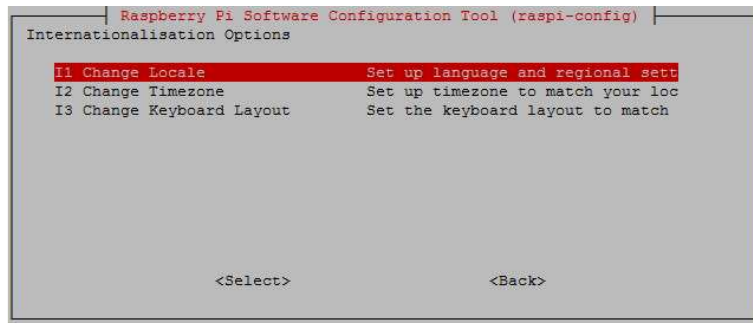 Raspberry Pi Software Configuration Tool (raspi-config)
Internationalisation Options
I1 Change Locale Set up language and regional sett
I2 Change Timezone Set up timezone to match your loc
I3 Change Keyboard Layout Set the keyboard layout to match
<Select> <Back>